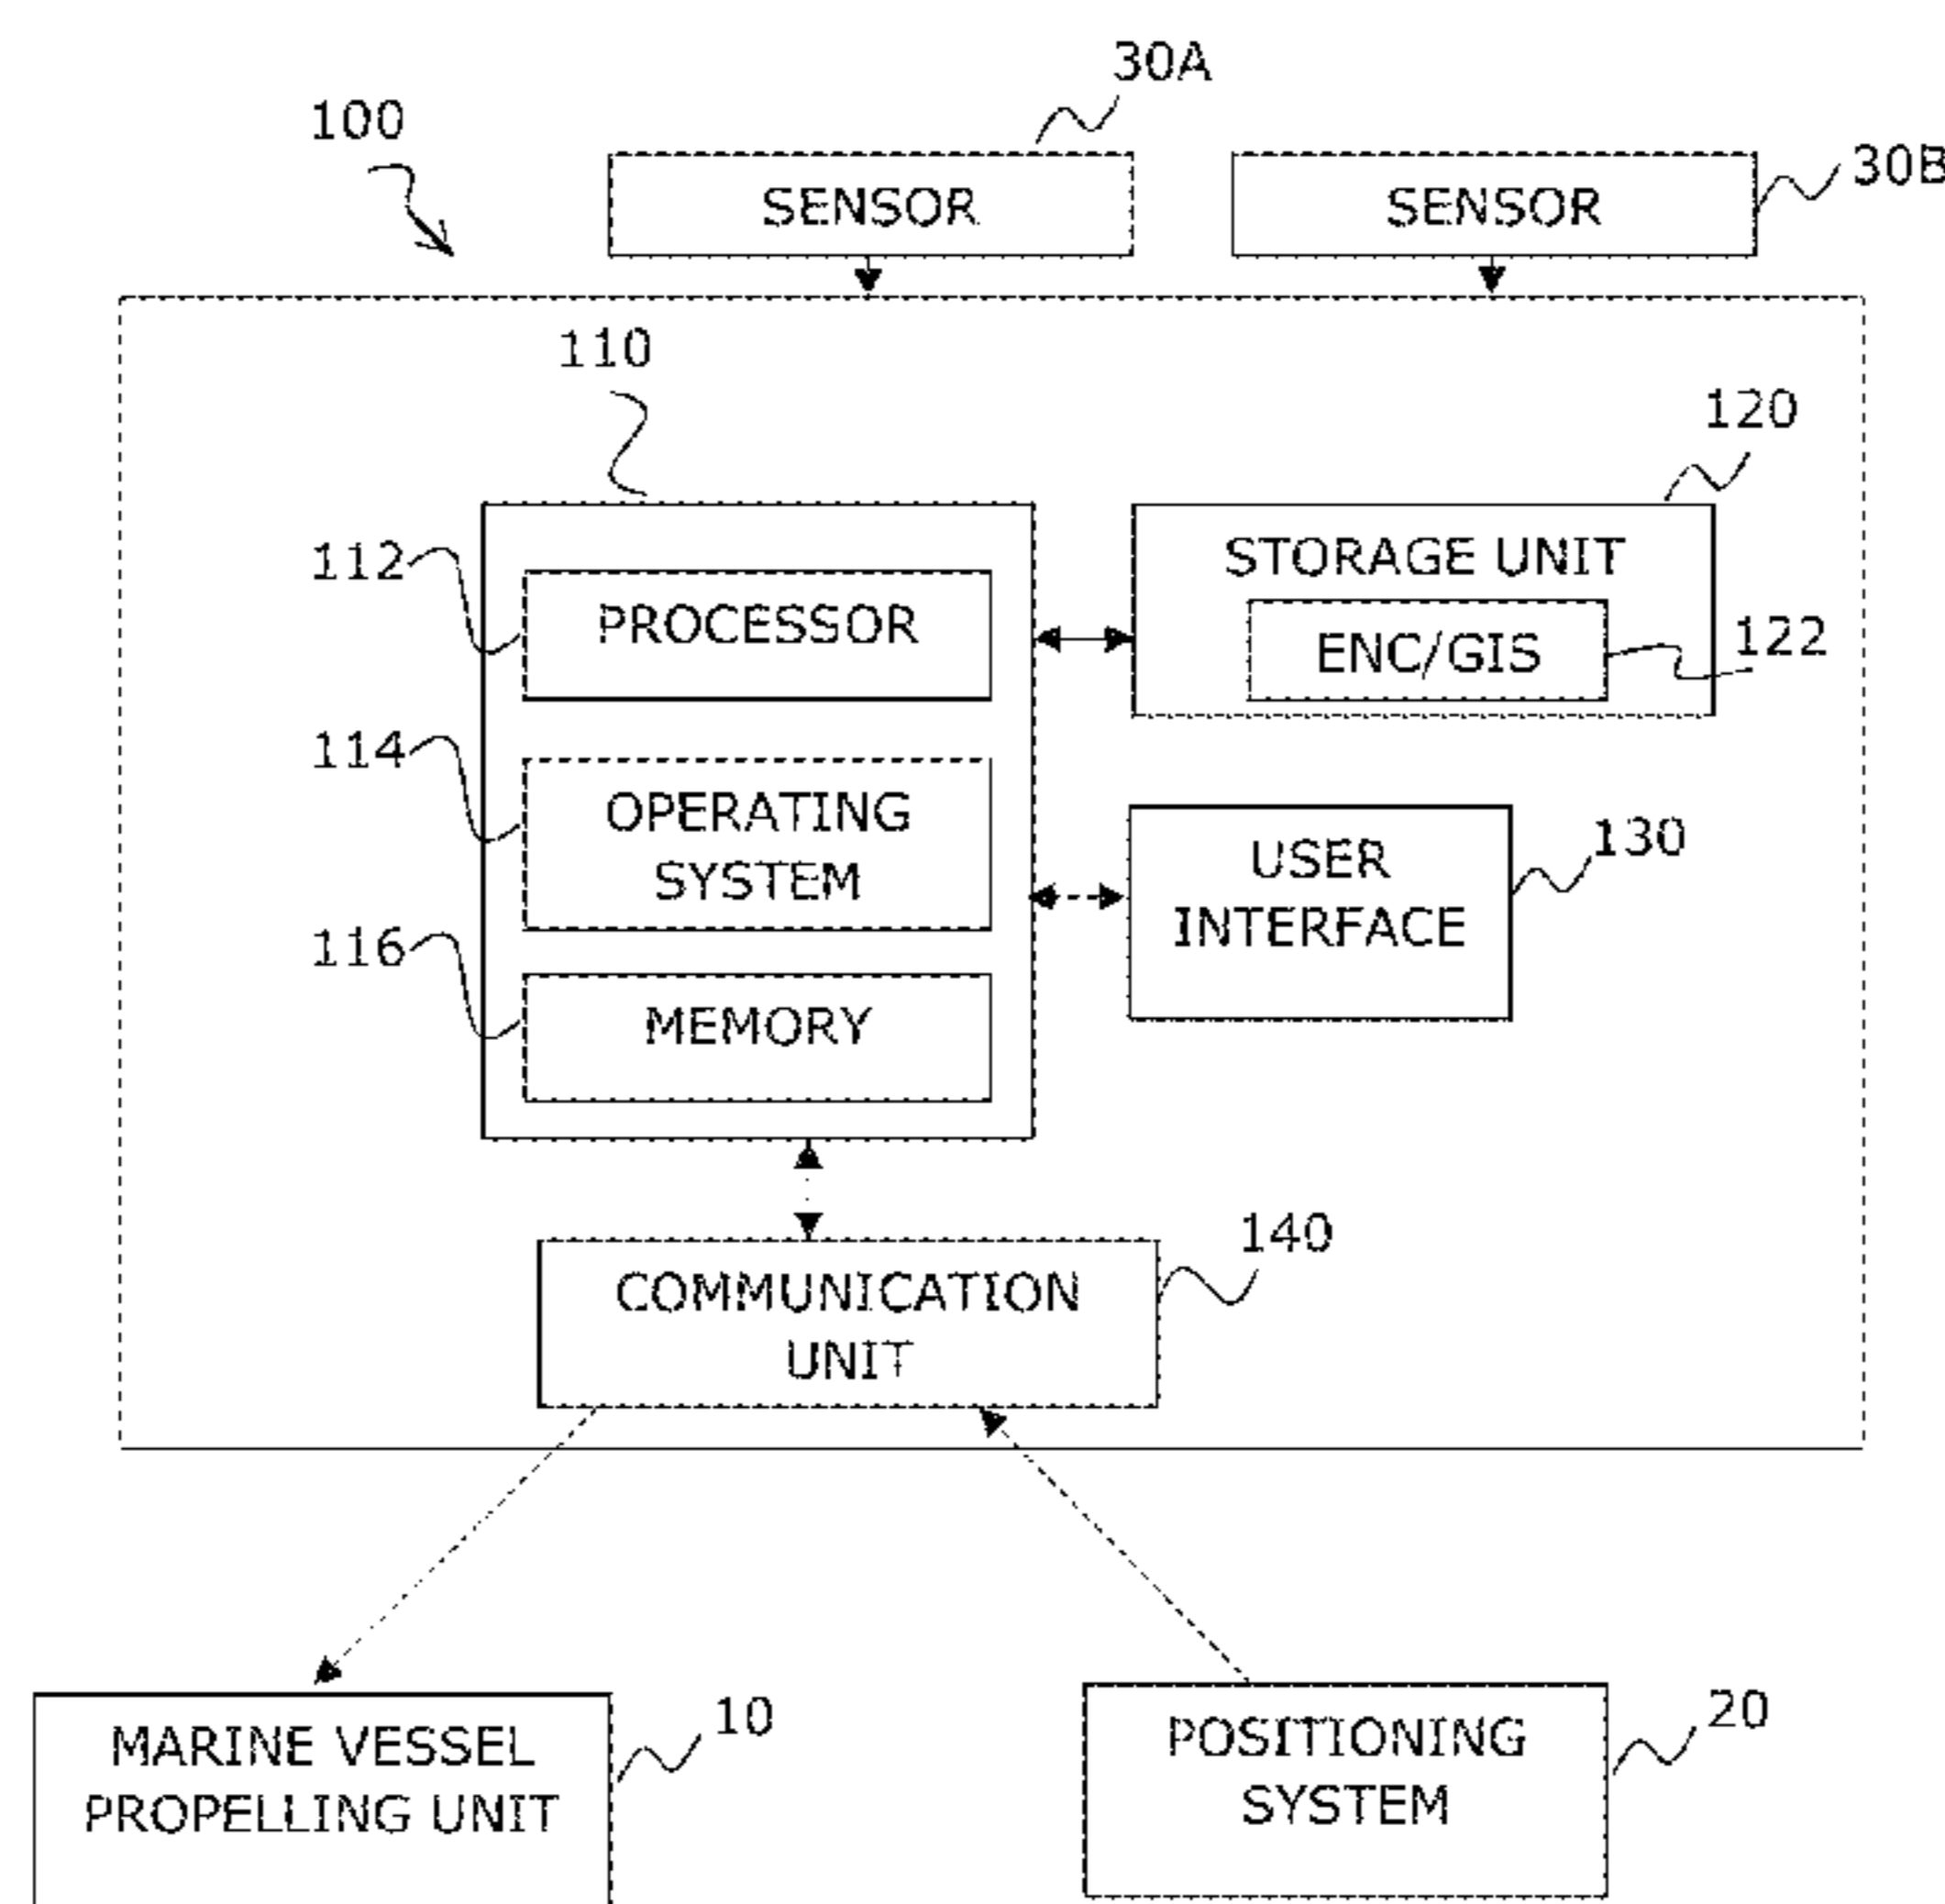 30A
100
SENSOR
SENSOR
30B
110
120
112
PROCESSOR
STORAGE UNIT
ENC/GIS
122
114
OPERATING
SYSTEM
USER
INTERFACE
130
116
MEMORY
140
COMMUNICATION
UNIT
10
MARINE VESSEL
PROPELLING UNIT
20
POSITIONING
SYSTEM